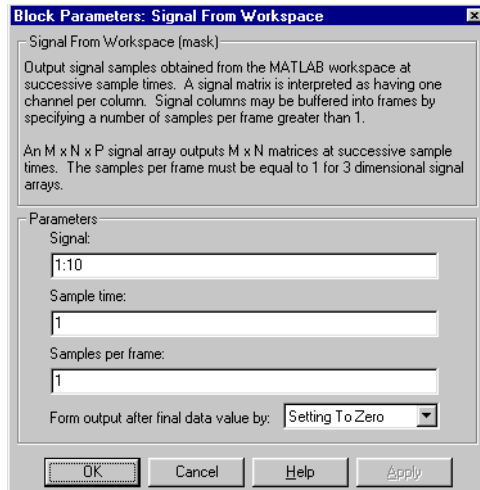 Block Parameters: Signal From Workspace
Signal From Workspace (mask)
Output signal samples obtained from the MATLAB workspace at
successive sample times.  A signal matrix is interpreted as having one
channel per column.  Signal columns may be buffered into frames by
specifying a number of samples per frame greater than 1.
An M x N x P signal array outputs M x N matrices at successive sample
times.  The samples per frame must be equal to 1 for 3 dimensional signal
arrays.
Parameters
Signal:
1:10
Sample time:
1
Samples per frame:
1
Form output after final data value by: Setting To Zero
OK Cancel Help Apply